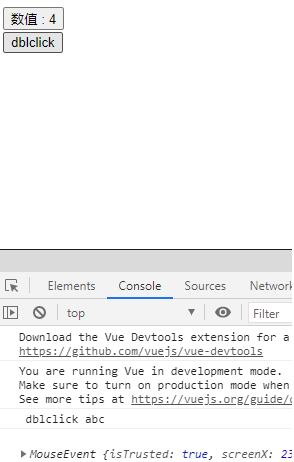 数值 : 4
dblclick
Elements Console Sources Network
top Filter
Download the Vue Devtools extension for a
https://github.com/vuejs/vue-devtools
You are running Vue in development mode.
Make sure to turn on production mode when
See more tips at https://vuejs.org/guide/
dblclick abc
MouseEvent {isTrusted: true, screenX: 23